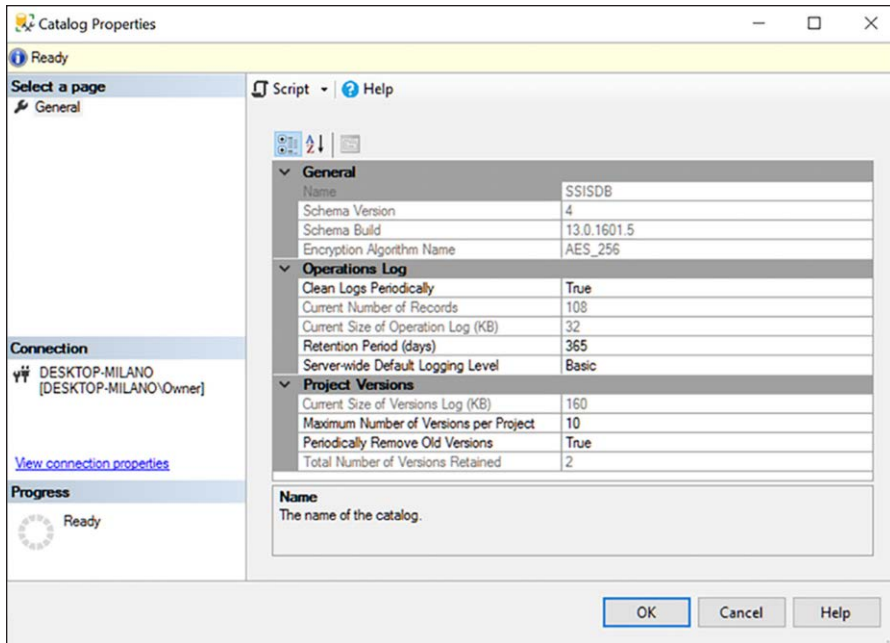 Catalog Properties
Ready
Select a page
General
Connection
DESKTOP-MILANO
[DESKTOP-MILANO\Owner]
View connection properties
Progress
Ready
Script Help
General
Name SSISDB
Schema Version 4
Schema Build 13.0.1601.5
Encryption Algorithm Name AES_256
Operations Log
Clean Logs Periodically True
Current Number of Records 108
Current Size of Operation Log (KB) 32
Retention Period (days) 365
Server-wide Default Logging Level Basic
Project Versions
Current Size of Versions Log (KB) 160
Maximum Number of Versions per Project 10
Periodically Remove Old Versions True
Total Number of Versions Retained 2
Name
The name of the catalog.
OK Cancel Help